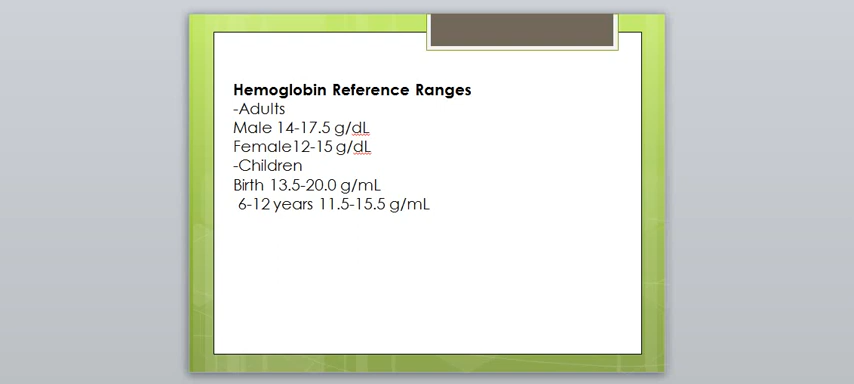 Hemoglobin Reference Ranges
-Adults
Male 14-17.5 g/dL
Female12-15 g/dL
-Children
Birth 13.5-20.0 g/mL
6-12 years 11.5-15.5 g/mL